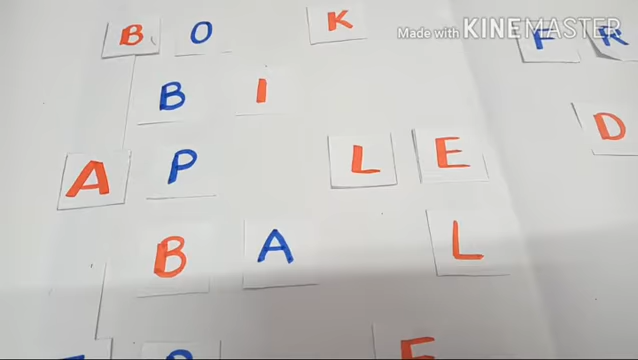 Made with KINEMASTER
B O K F R
B I D
A P L E
B A L